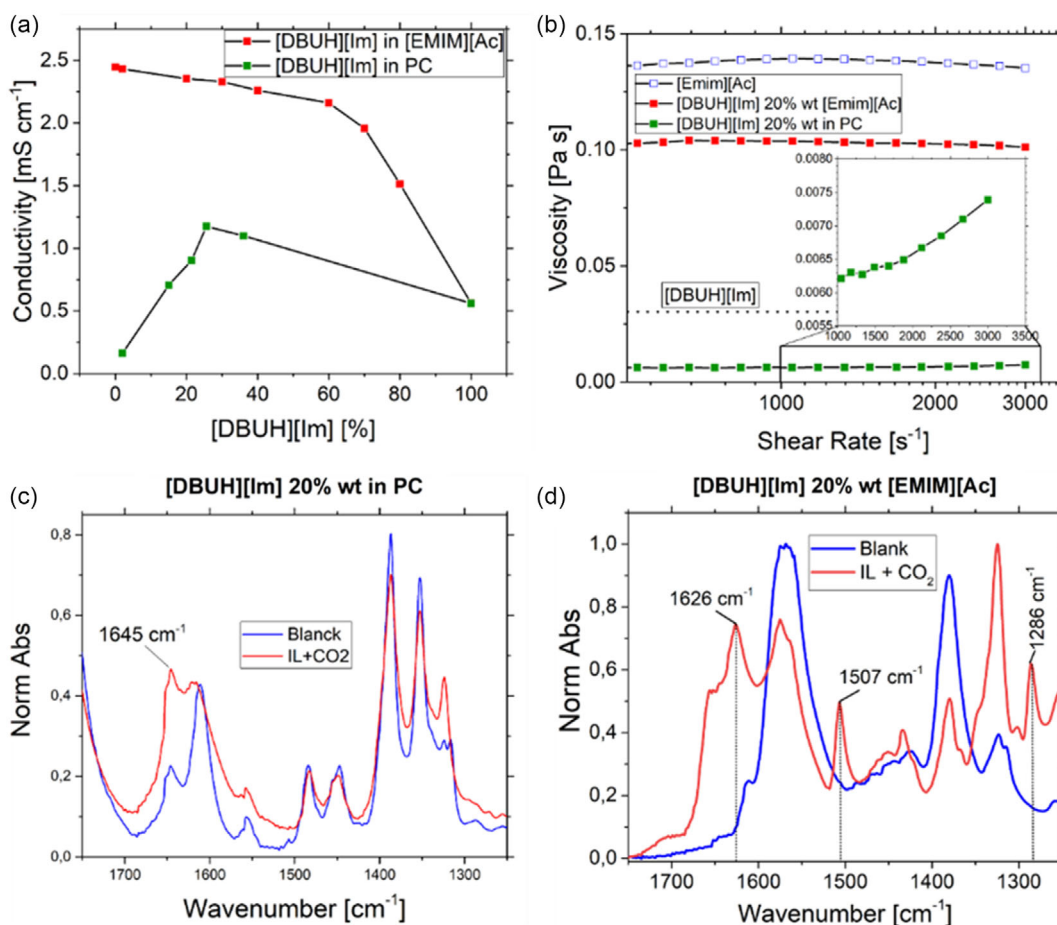 (a)
[DBUH][Im] in [EMIM][Ac]
[DBUH][Im] in PC
Conductivity [mS cm-1]
2.5
2.0
1.5
1.0
0.5
0.0
0 20 40 60 80 100
[DBUH][Im] [%]
(b)
[Emim][Ac]
[DBUH][Im] 20% wt [Emim][Ac]
[DBUH][Im] 20% wt in PC
Viscosity [Pa s]
0.15
0.10
0.05
0.00
[DBUH][Im]
0.0080
0.0075
0.0070
0.0065
0.0060
0.0055
1000 1500 2000 2500 3000 3500
1000 2000 3000
Shear Rate [s-1]
(c)
[DBUH][Im] 20% wt in PC
1645 cm-1
Blanck
IL+CO2
Norm Abs
0,8
0,6
0,4
0,2
0,0
1700 1600 1500 1400 1300
Wavenumber [cm-1]
(d)
[DBUH][Im] 20% wt [EMIM][Ac]
Blank
IL + CO2
1626 cm-1
1507 cm-1
1286 cm-1
Norm Abs
1,0
0,8
0,6
0,4
0,2
0,0
1700 1600 1500 1400 1300
Wavenumber [cm-1]